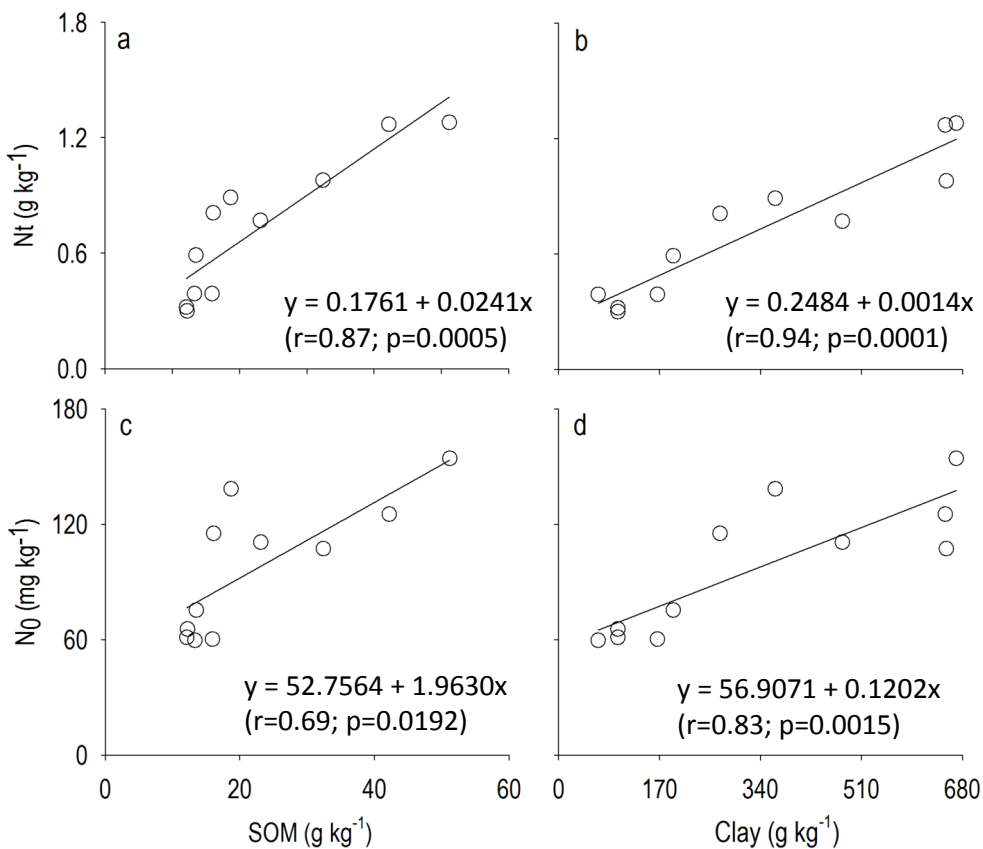 a
b
1.8
1.2
0.6
0.0
Nt (g kg⁻¹)
y = 0.1761 + 0.0241x
(r=0.87; p=0.0005)
y = 0.2484 + 0.0014x
(r=0.94; p=0.0001)
c
d
180
120
60
0
N₀ (mg kg⁻¹)
y = 52.7564 + 1.9630x
(r=0.69; p=0.0192)
y = 56.9071 + 0.1202x
(r=0.83; p=0.0015)
0 20 40 60
SOM (g kg⁻¹)
0 170 340 510 680
Clay (g kg⁻¹)